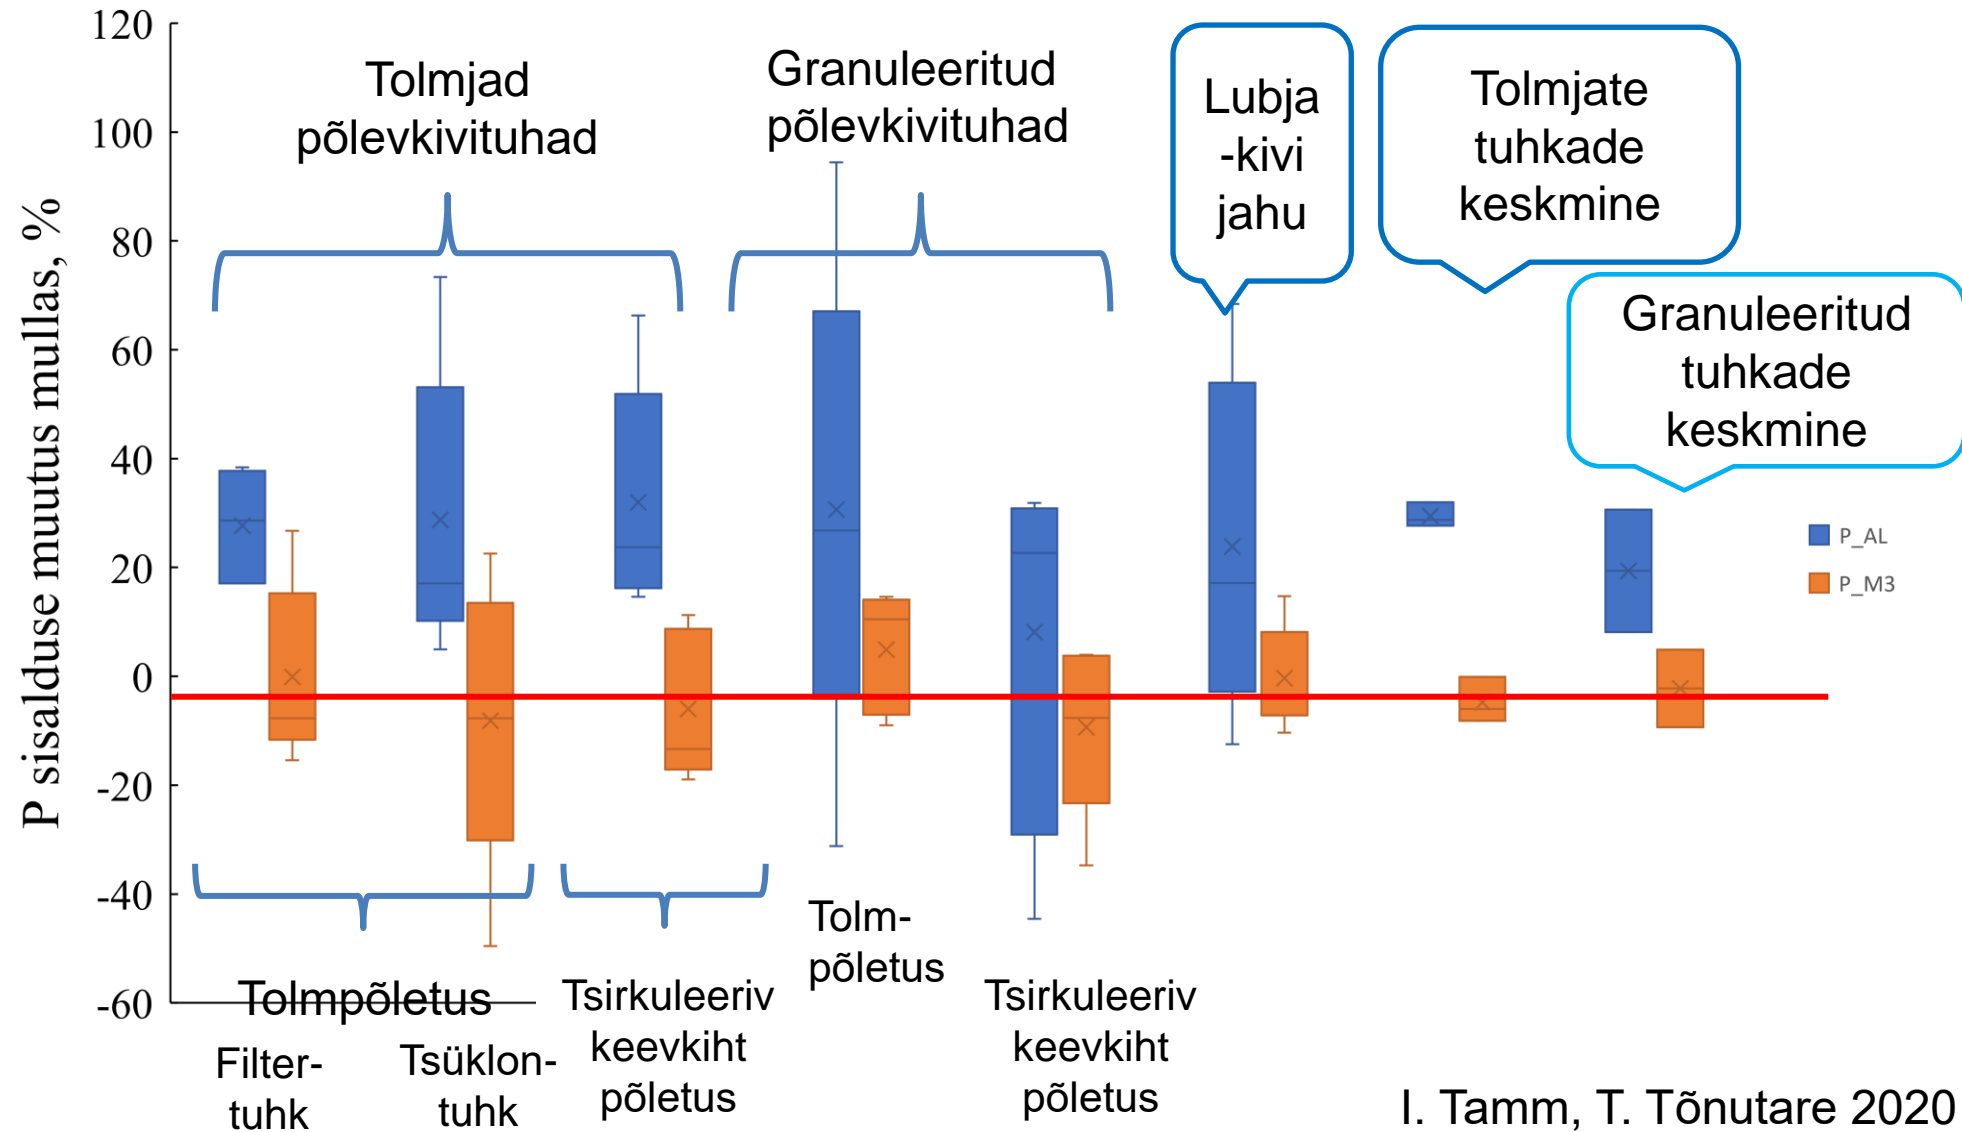 P sisalduse muutus mullas, %
120
100
80
60
40
20
0
-20
-40
-60
Tolmjad
põlevkivituhad
Granuleeritud
põlevkivituhad
Lubja
-kivi
jahu
Tolmjate
tuhkade
keskmine
Granuleeritud
tuhkade
keskmine
P_AL
P_M3
Tolmpõletus
Filter-
tuhk
Tsüklon-
tuhk
Tsirkuleeriv
keevkiht
põletus
Tolm-
põletus
Tsirkuleeriv
keevkiht
põletus
I. Tamm, T. Tõnutare 2020